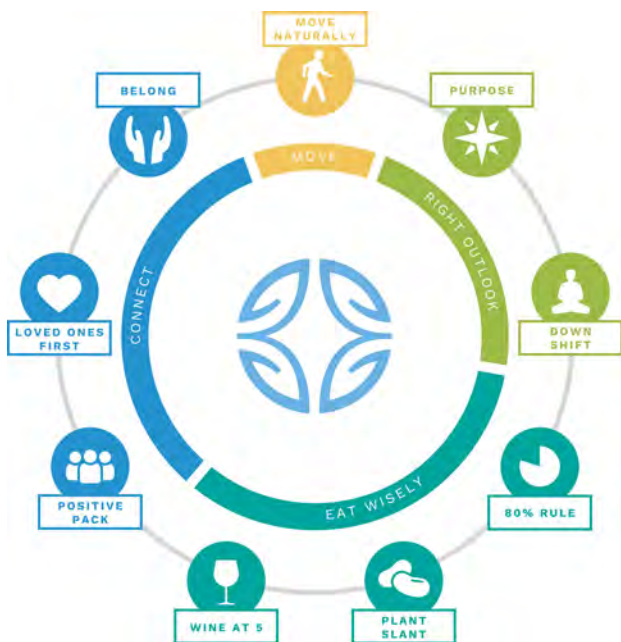 MOVE
NATURALLY
BELONG
PURPOSE
MOVE
RIGHT OUTLOOK
CONNECT
LOVED ONES
FIRST
DOWN
SHIFT
POSITIVE
PACK
80% RULE
EAT WISELY
WINE AT 5
PLANT
SLANT